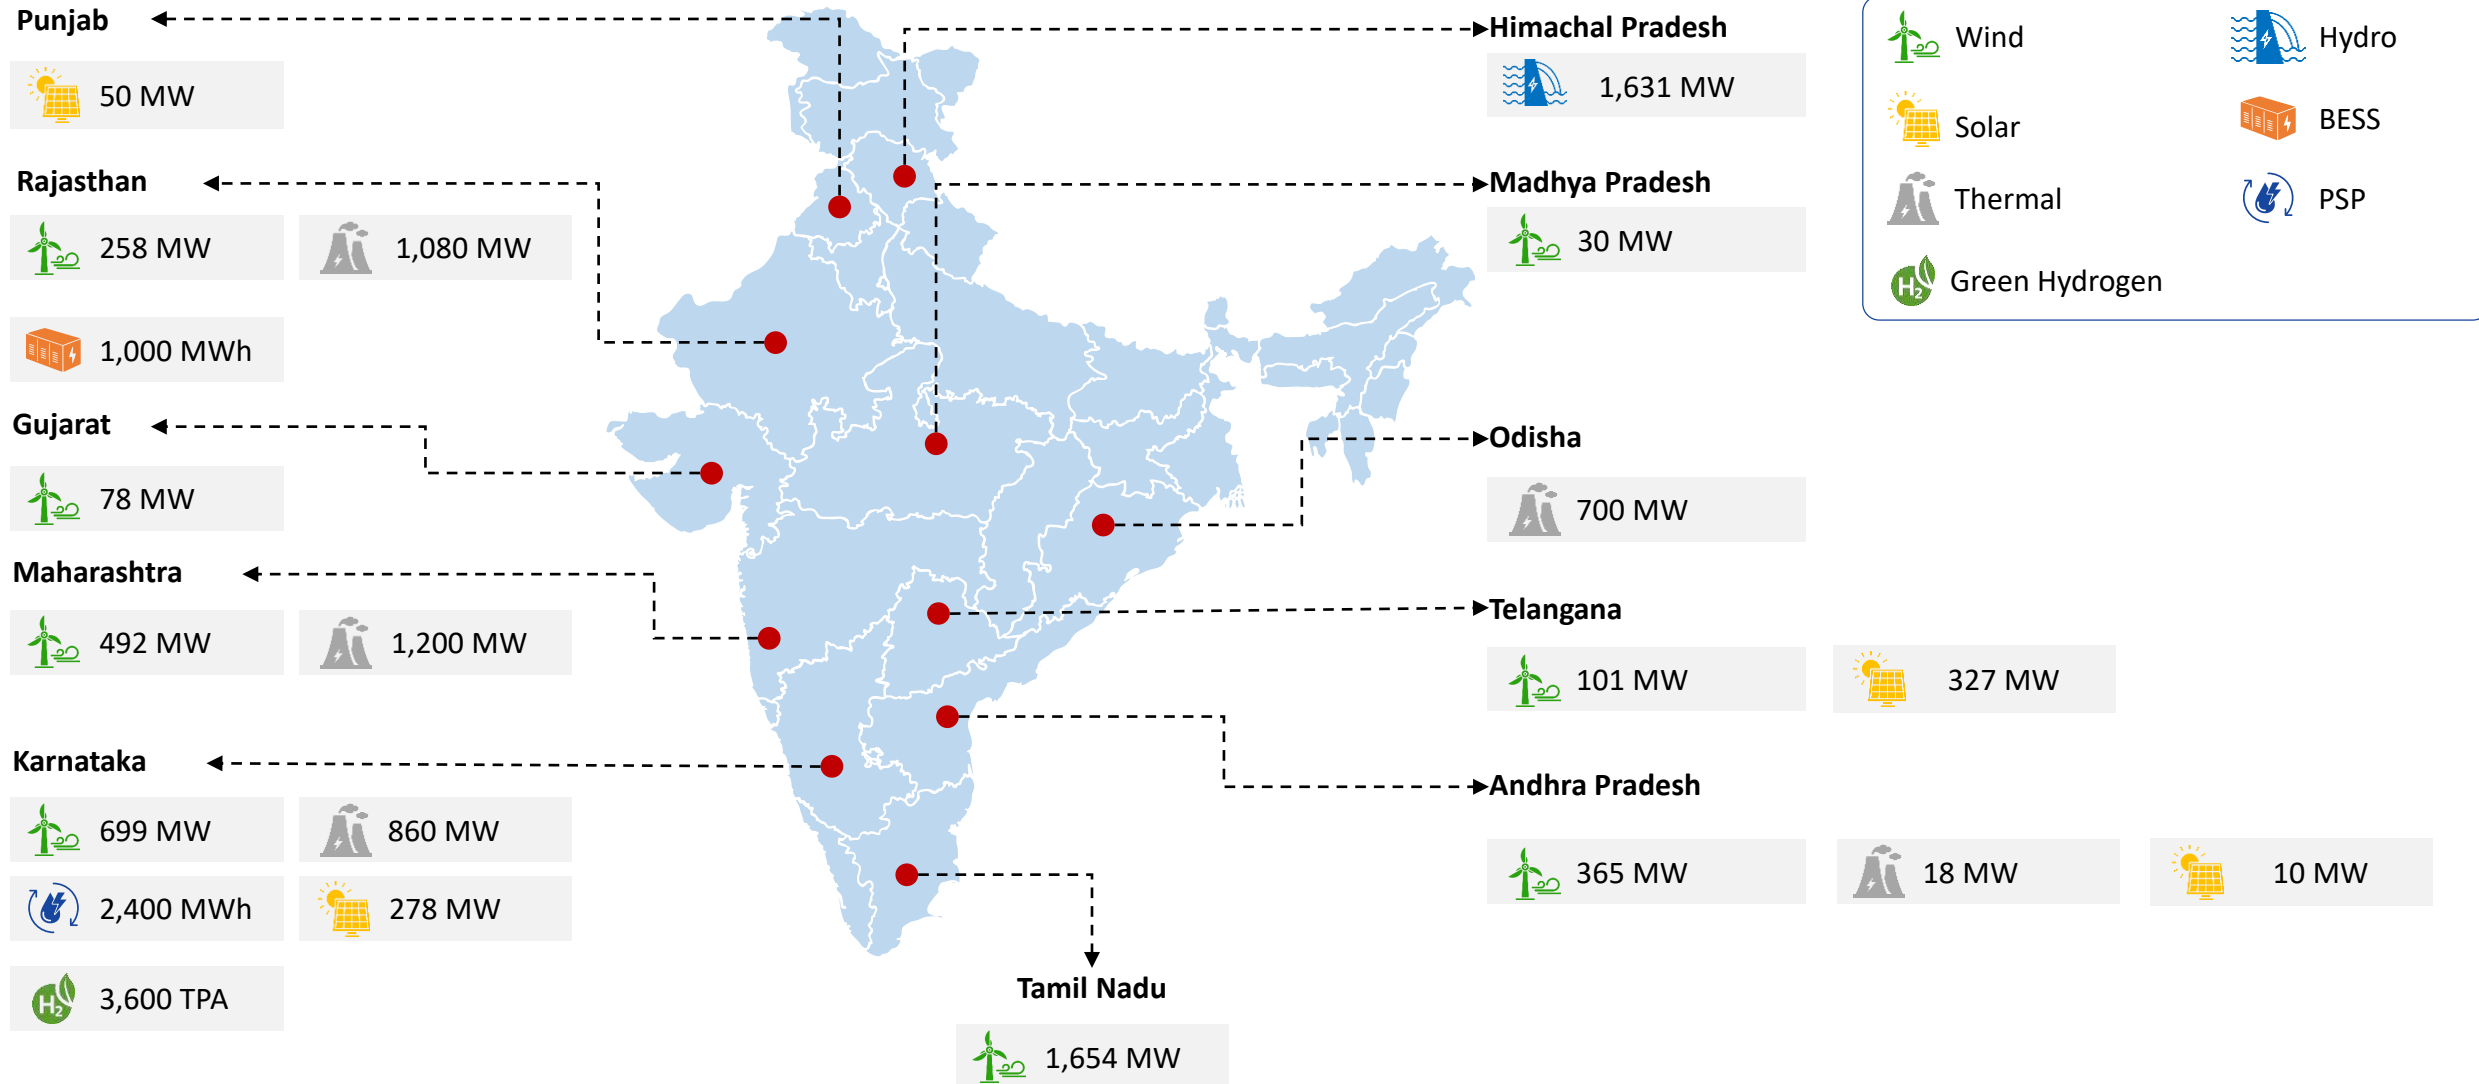 Punjab
50 MW
Rajasthan
258 MW
1,080 MW
1,000 MWh
Gujarat
78 MW
Maharashtra
492 MW
1,200 MW
Karnataka
699 MW
860 MW
2,400 MWh
278 MW
H2
3,600 TPA
Tamil Nadu
1,654 MW
Himachal Pradesh
1,631 MW
Madhya Pradesh
30 MW
Odisha
700 MW
Telangana
101 MW
327 MW
Andhra Pradesh
365 MW
18 MW
10 MW
Wind
Hydro
Solar
BESS
Thermal
PSP
H2
Green Hydrogen